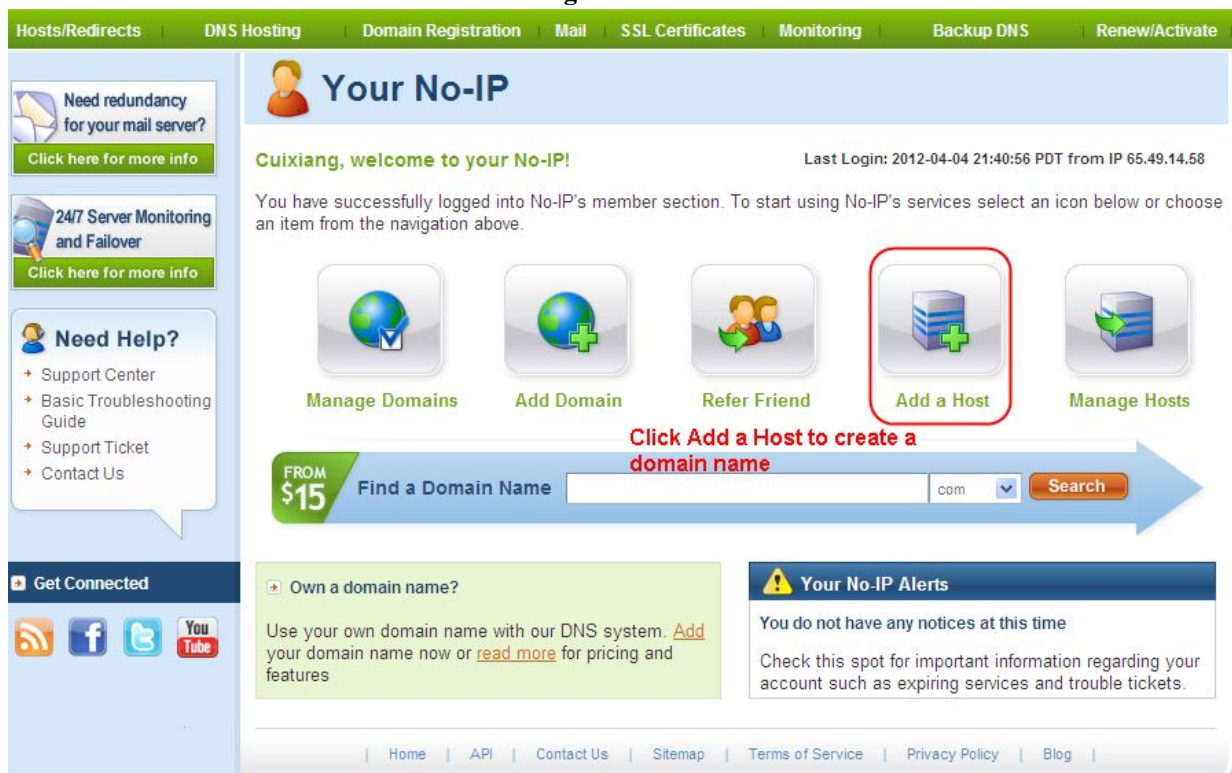 Hosts/Redirects | DNS Hosting | Domain Registration | Mail | SSL Certificates | Monitoring | Backup DNS | Renew/Activate
Need redundancy
for your mail server?
Click here for more info
24/7 Server Monitoring
and Failover
Click here for more info
Need Help?
Support Center
Basic Troubleshooting
Guide
Support Ticket
Contact Us
Get Connected
You
Tube
Your No-IP
Cuixiang, welcome to your No-IP!
Last Login: 2012-04-04 21:40:56 PDT from IP 65.49.14.58
You have successfully logged into No-IP's member section. To start using No-IP's services select an icon below or choose
an item from the navigation above.
Manage Domains
Add Domain
Refer Friend
Add a Host
Manage Hosts
Click Add a Host to create a
domain name
FROM
$15
Find a Domain Name
com
Search
Own a domain name?
Use your own domain name with our DNS system. Add
your domain name now or read more for pricing and
features
Your No-IP Alerts
You do not have any notices at this time
Check this spot for important information regarding your
account such as expiring services and trouble tickets.
| Home | API | Contact Us | Sitemap | Terms of Service | Privacy Policy | Blog |